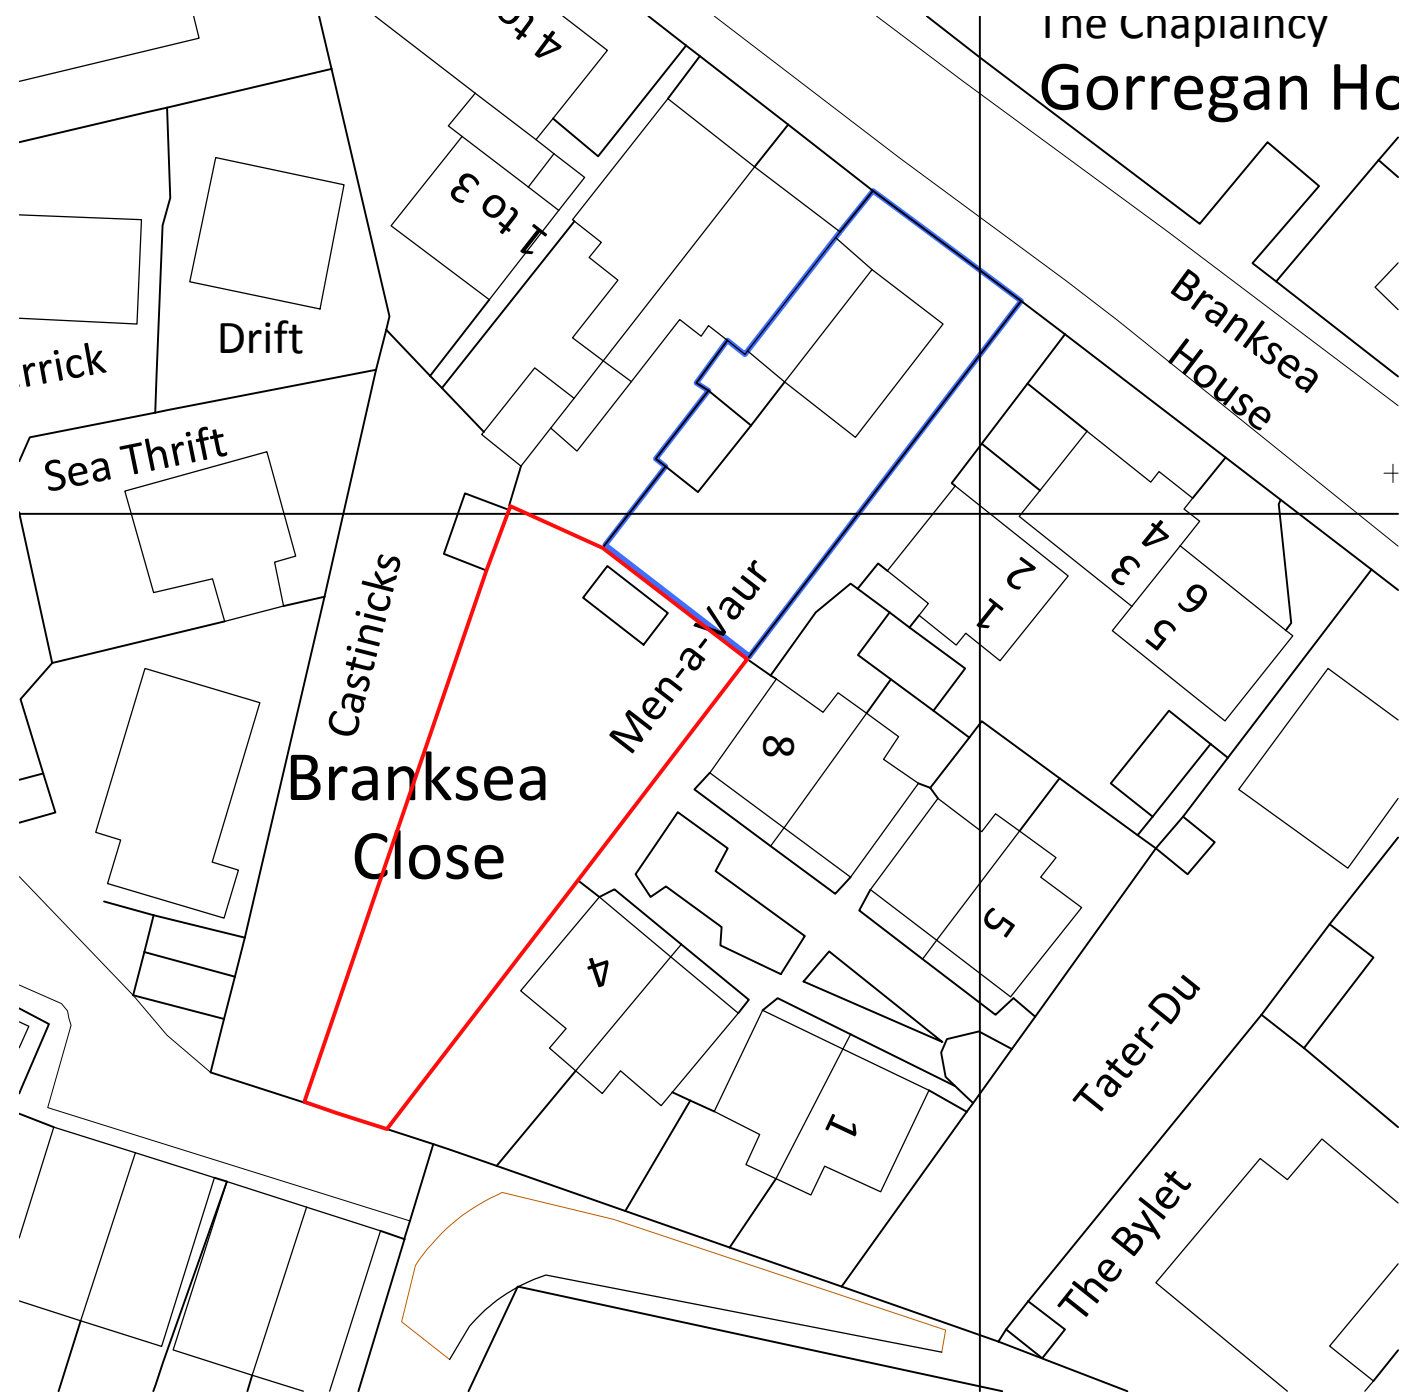 The Chaplaincy
Gorregan Hc
4 to
1 to 3
Branksea
House
Drift
rrick
Sea Thrift
Castinicks
Men-a-Vaur
2
1
4
3
6
5
8
Branksea
Close
5
4
1
Tater-Du
The Bylet